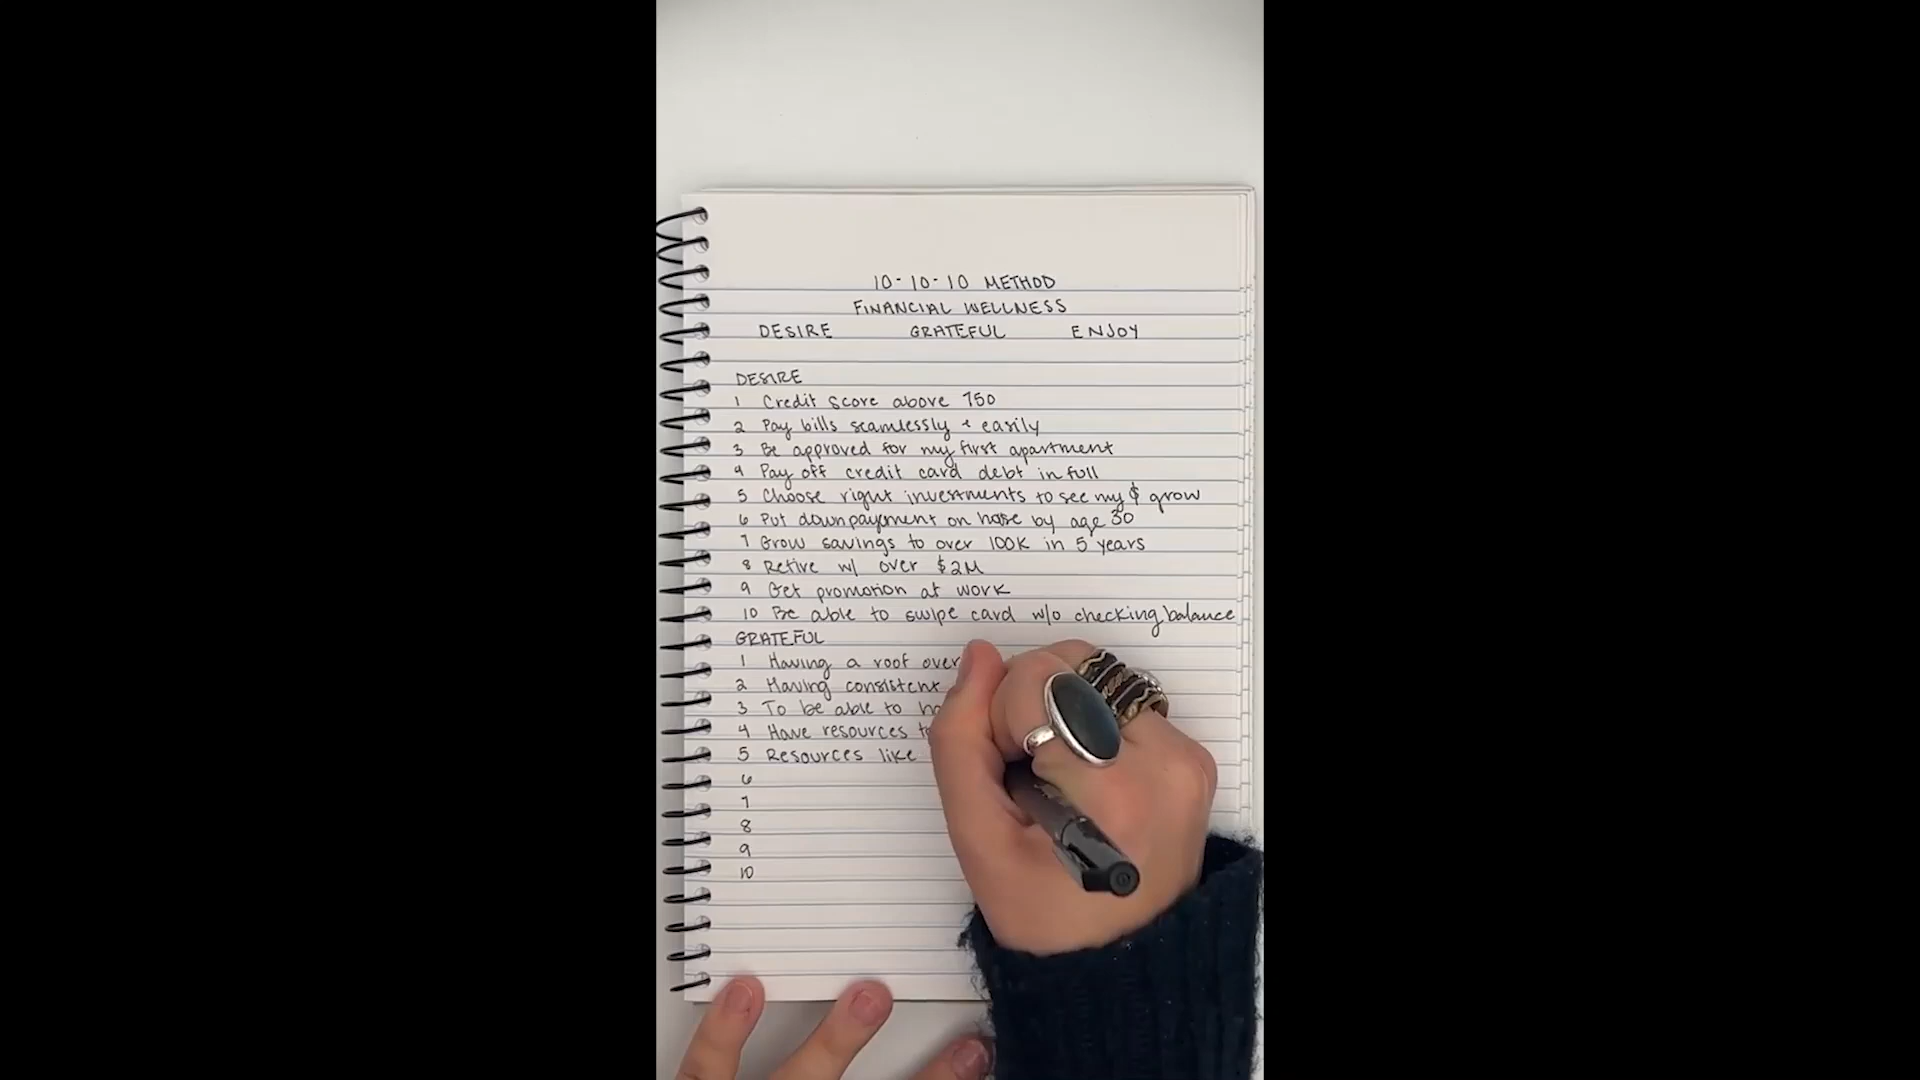 10-10-10 METHOD
FINANCIAL WELLNESS
DESIRE GRATEFUL ENJOY
DESIRE
1 Credit score above 750
2 Pay bills seamlessly + easily
3 Be approved for my first apartment
4 Pay off credit card debt in full
5 Choose right investments to see my $ grow
6 Put downpayment on house by age 30
7 Grow savings to over 100K in 5 years
8 Retire w/ over $2M
9 Get promotion at work
10 Be able to swipe card w/o checking balance
GRATEFUL
1 Having a roof over
2 Having consistent
3 To be able to
4 Have resources
5 Resources like
6
7
8
9
10